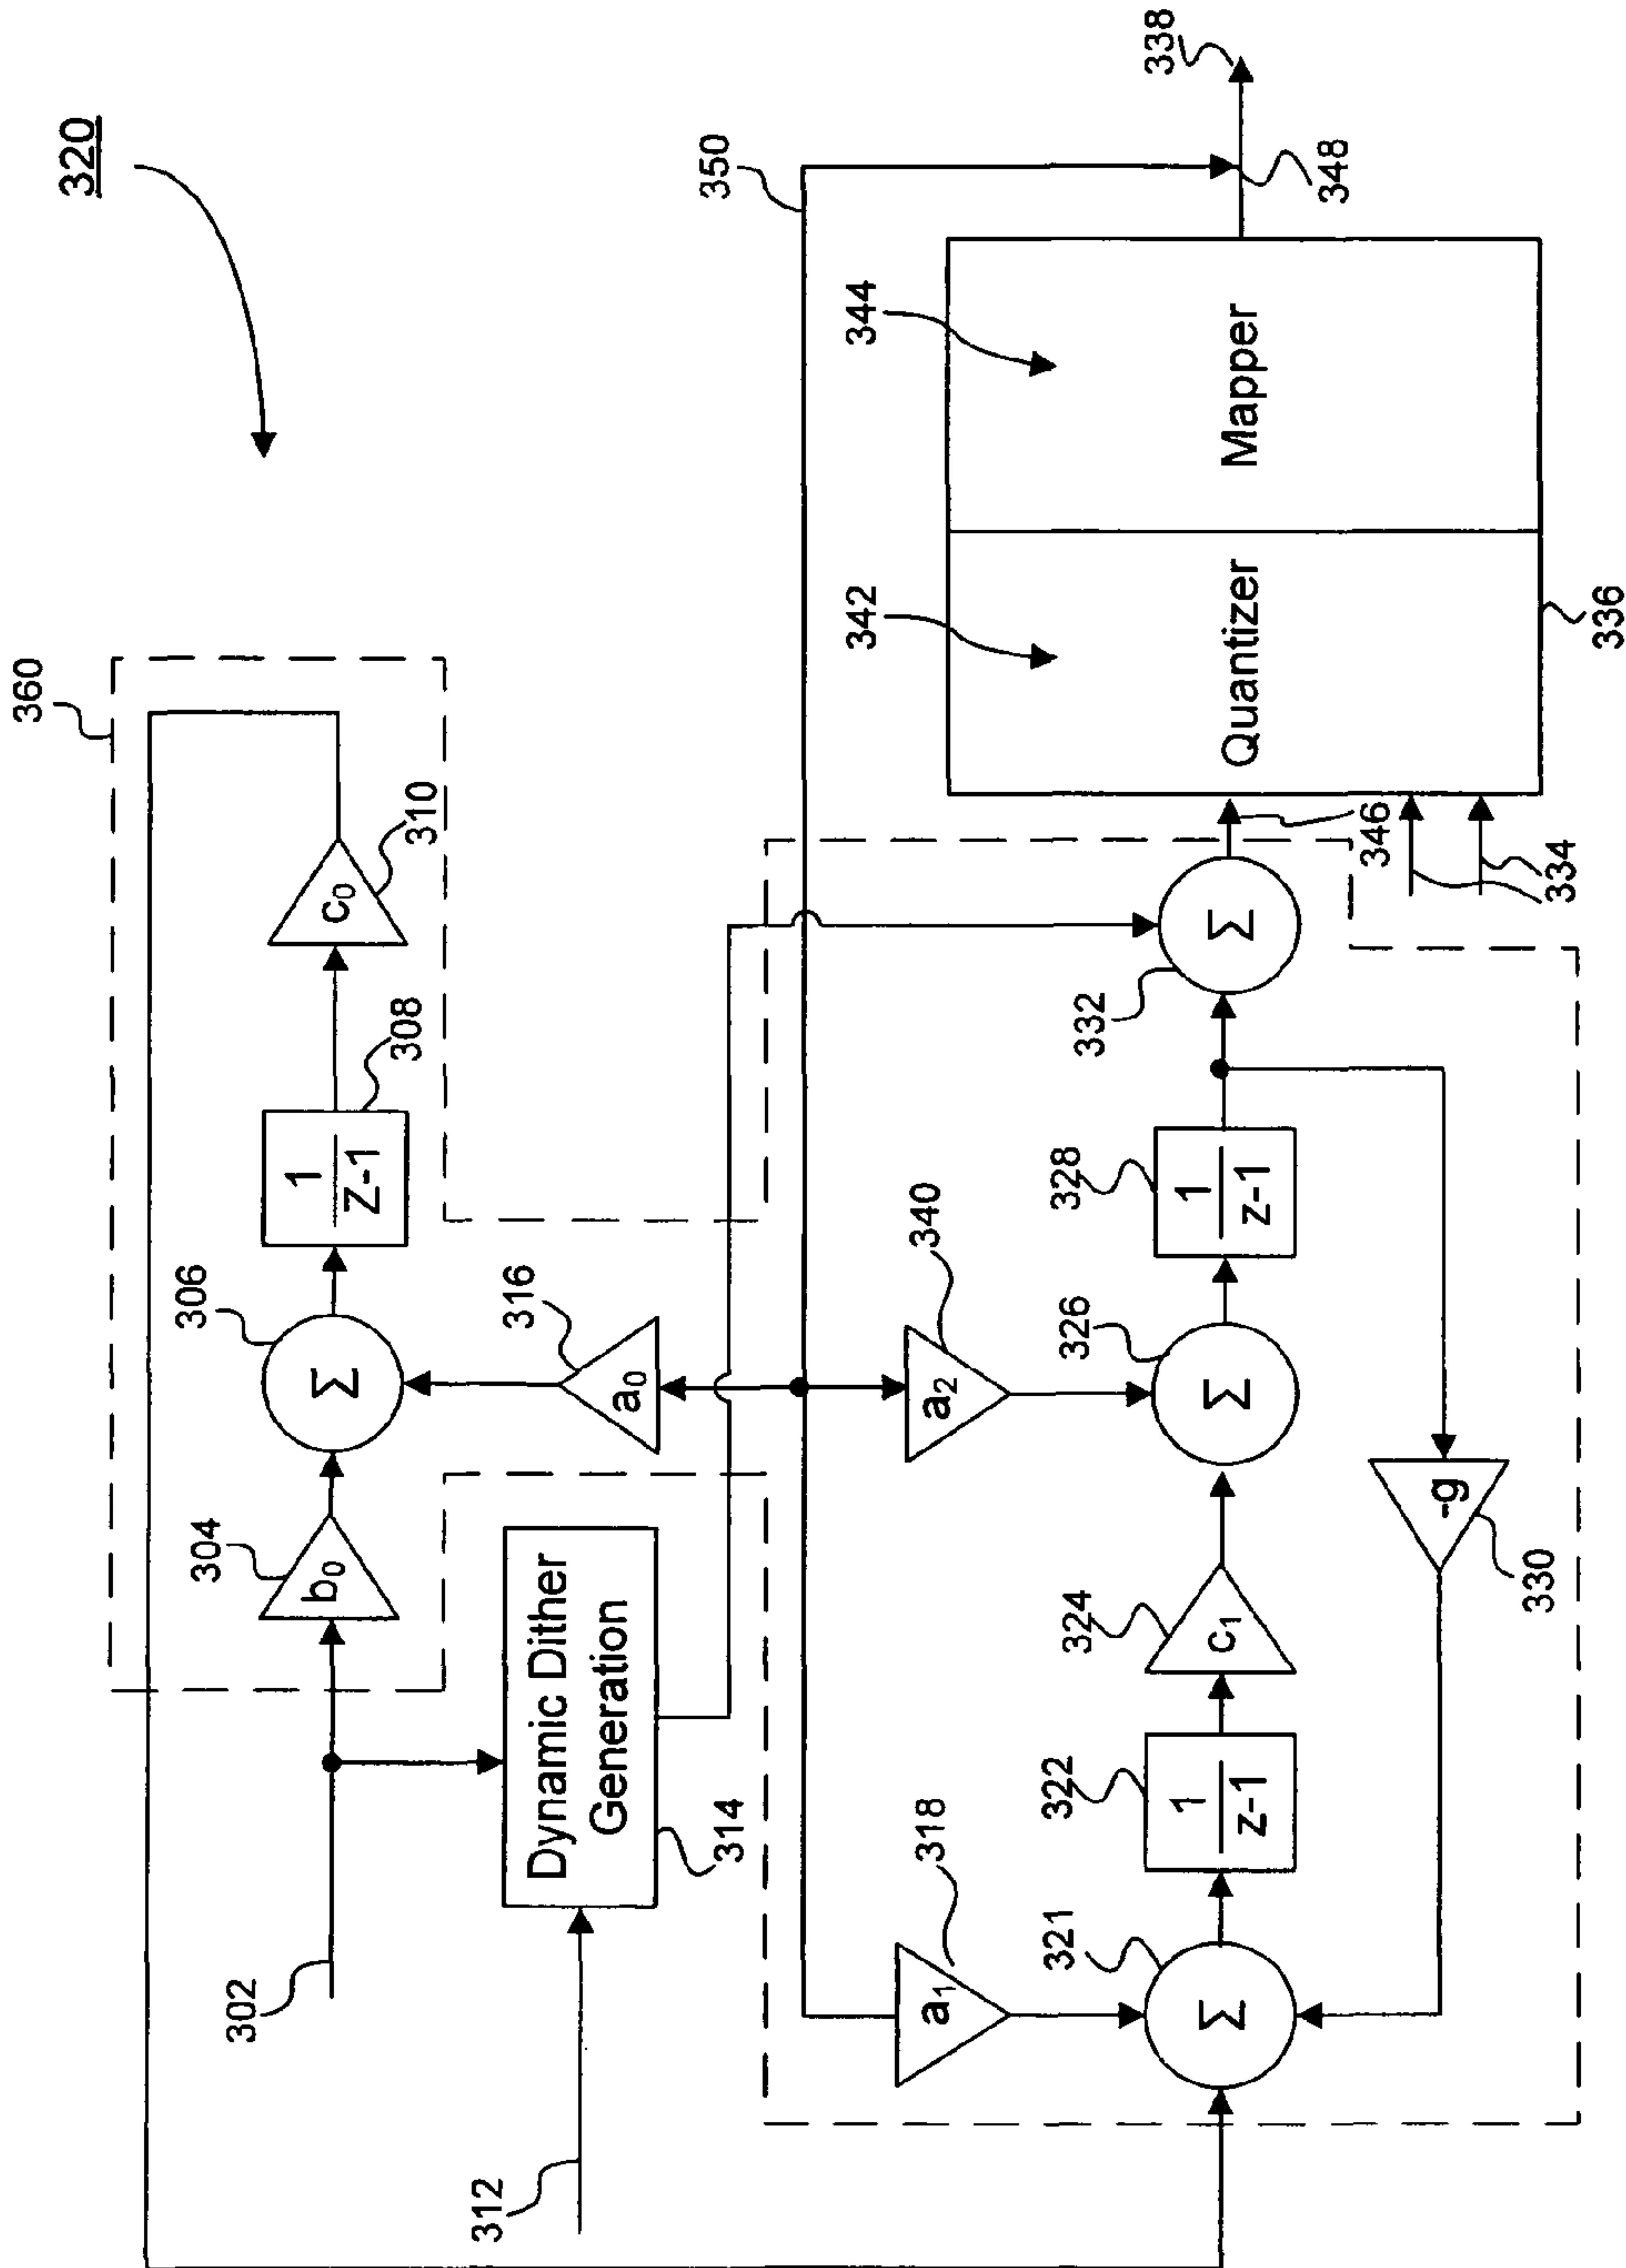 320
360
304
b₀
306
Σ
1
Z-1
308
c₀
310
302
312
Dynamic Dither
Generation
314
316
a₀
350
318
a₁
340
a₂
321
Σ
322
1
z-1
324
c₁
326
Σ
328
1
z-1
332
Σ
-g
330
346
334
342
Quantizer
344
Mapper
336
348
338